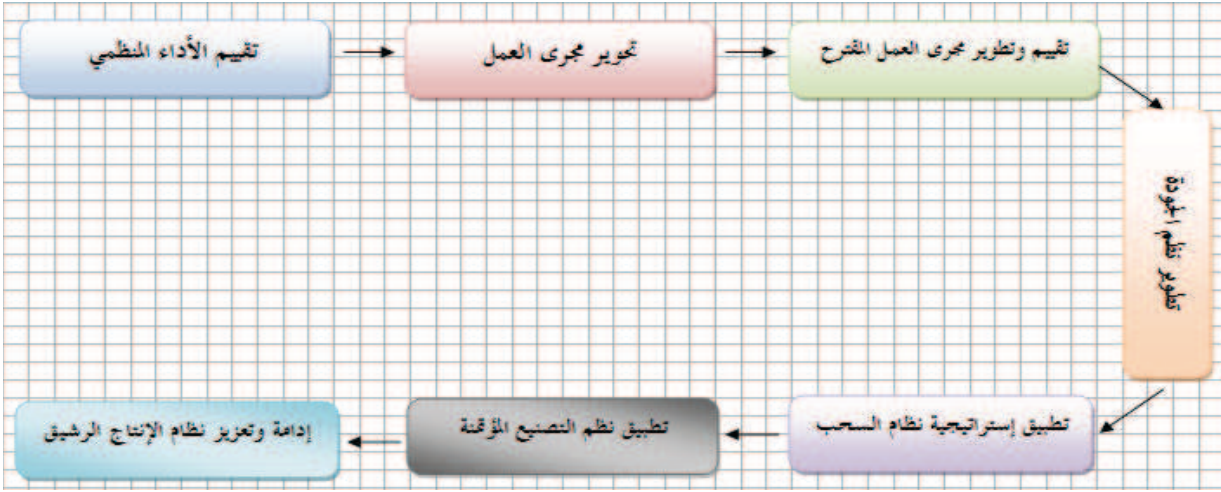 تقييم الأداء المنظمي
تحوير مجرى العمل
تقييم وتطوير مجرى العمل المقترح
تطوير نظم الجودة
تطبيق إستراتيجية نظام السحب
تطبيق نظم التصنيع المؤقتة
إدامة وتعزيز نظام الإنتاج الرشيق